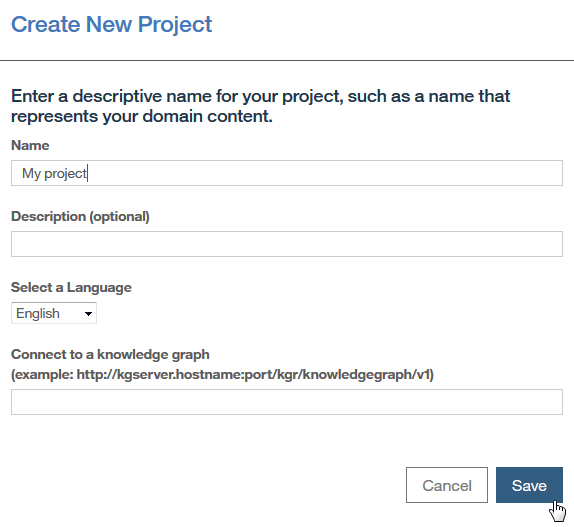 Create New Project
Enter a descriptive name for your project, such as a name that
represents your domain content.
Name
My project
Description (optional)
Select a Language
English
Connect to a knowledge graph
(example: http://kgserver.hostname:port/kgr/knowledgegraph/v1)
Cancel
Save